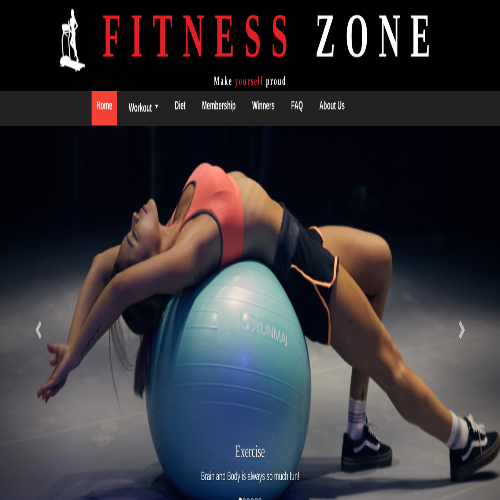 FITNESS ZONE
Make yourself proud
Home Workout ▼ Diet Membership Winners FAQ About Us
YUNMAI
Exercise
Brain and Body is always so much fun!